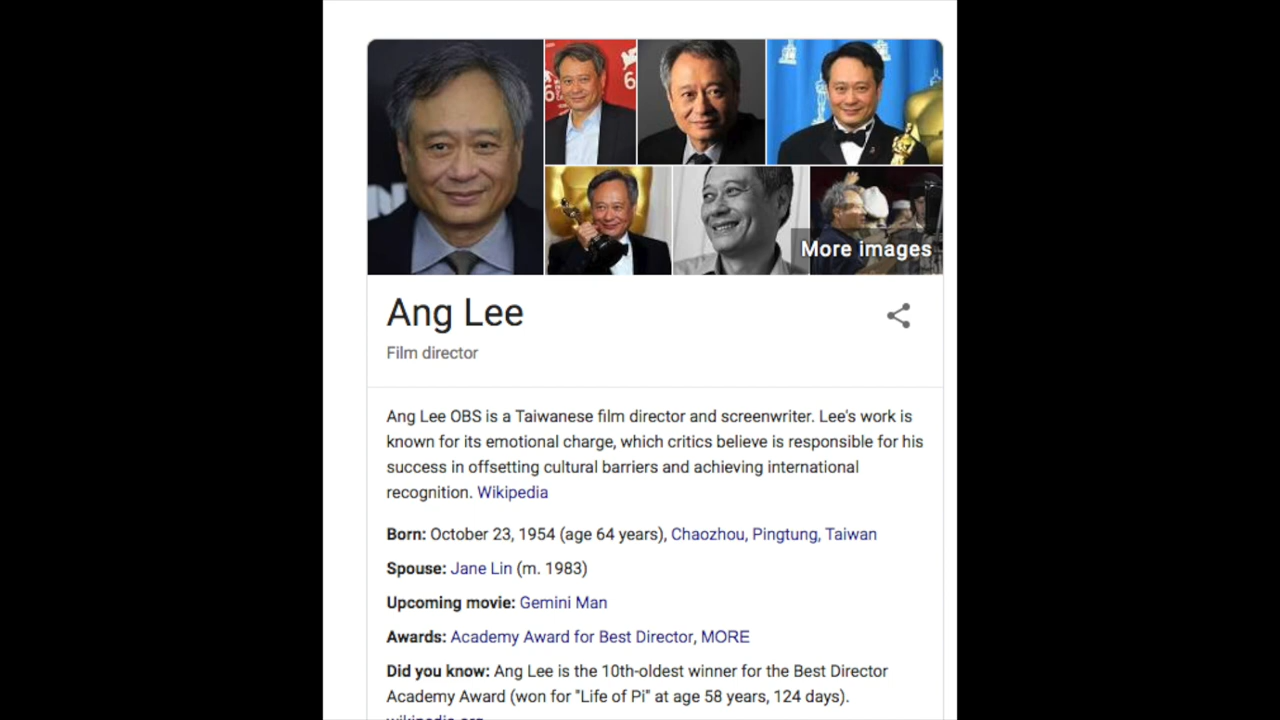 6
6
More images
Ang Lee
Film director
Ang Lee OBS is a Taiwanese film director and screenwriter. Lee's work is
known for its emotional charge, which critics believe is responsible for his
success in offsetting cultural barriers and achieving international
recognition. Wikipedia
Born: October 23, 1954 (age 64 years), Chaozhou, Pingtung, Taiwan
Spouse: Jane Lin (m. 1983)
Upcoming movie: Gemini Man
Awards: Academy Award for Best Director, MORE
Did you know: Ang Lee is the 10th-oldest winner for the Best Director
Academy Award (won for "Life of Pi" at age 58 years, 124 days).
wikipedia.org